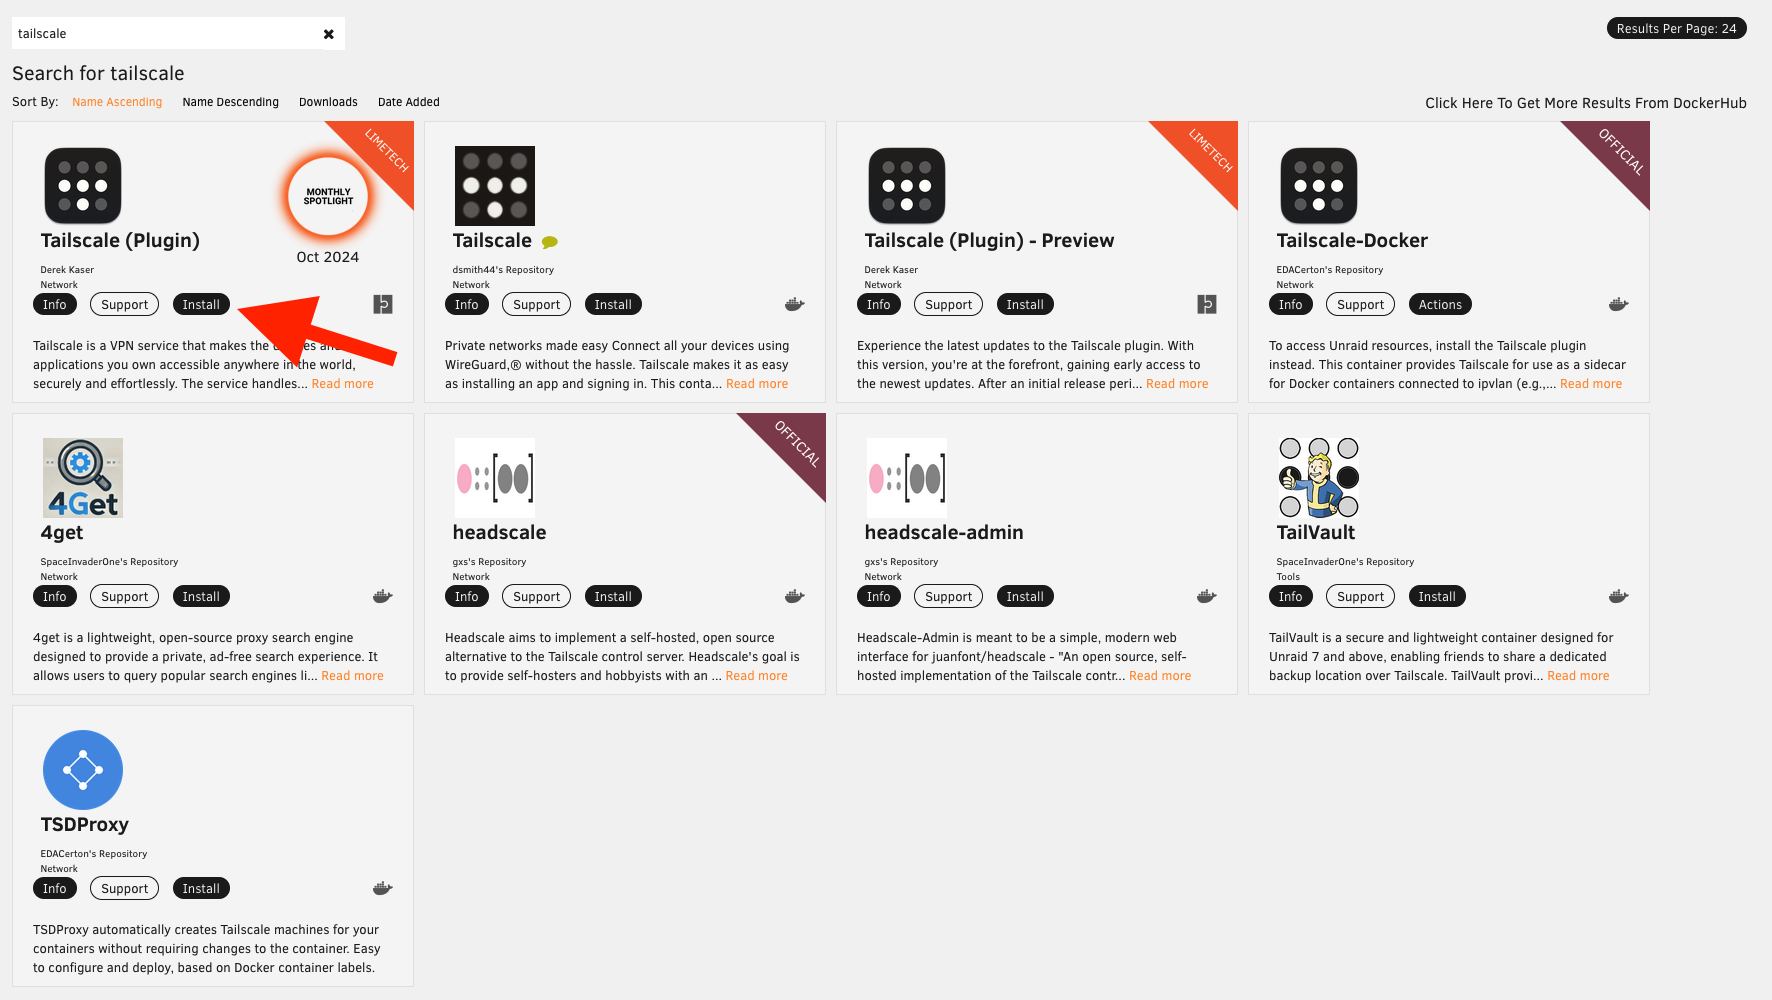 tailscale
Results Per Page: 24
Search for tailscale
Sort By: Name Ascending Name Descending Downloads Date Added
Click Here To Get More Results From DockerHub
LIMETECH
MONTHLY
SPOTLIGHT
Oct 2024
Tailscale (Plugin)
Derek Kaser
Network
Info Support Install
Tailscale is a VPN service that makes the and
applications you own accessible anywhere in the world,
securely and effortlessly. The service handles... Read more
Tailscale
dsmith44's Repository
Network
Info Support Install
Private networks made easy Connect all your devices using
WireGuard,® without the hassle. Tailscale makes it as easy
as installing an app and signing in. This conta... Read more
LIMETECH
Tailscale (Plugin) - Preview
Derek Kaser
Network
Info Support Install
Experience the latest updates to the Tailscale plugin. With
this version, you're at the forefront, gaining early access to
the newest updates. After an initial release peri... Read more
OFFICIAL
Tailscale-Docker
EDACerton's Repository
Network
Info Support Actions
To access Unraid resources, install the Tailscale plugin
instead. This container provides Tailscale for use as a sidecar
for Docker containers connected to ipvlan (e.g.,... Read more
4Get
4get
SpaceInvaderOne's Repository
Network
Info Support Install
4get is a lightweight, open-source proxy search engine
designed to provide a private, ad-free search experience. It
allows users to query popular search engines li... Read more
OFFICIAL
headscale
gxs's Repository
Network
Info Support Install
Headscale aims to implement a self-hosted, open source
alternative to the Tailscale control server. Headscale's goal is
to provide self-hosters and hobbyists with an ... Read more
headscale-admin
gxs's Repository
Network
Info Support Install
Headscale-Admin is meant to be a simple, modern web
interface for juanfont/headscale - "An open source, self-
hosted implementation of the Tailscale contr... Read more
TailVault
SpaceInvaderOne's Repository
Tools
Info Support Install
TailVault is a secure and lightweight container designed for
Unraid 7 and above, enabling friends to share a dedicated
backup location over Tailscale. TailVault provi... Read more
TSDProxy
EDACerton's Repository
Network
Info Support Install
TSDProxy automatically creates Tailscale machines for your
containers without requiring changes to the container. Easy
to configure and deploy, based on Docker container labels.